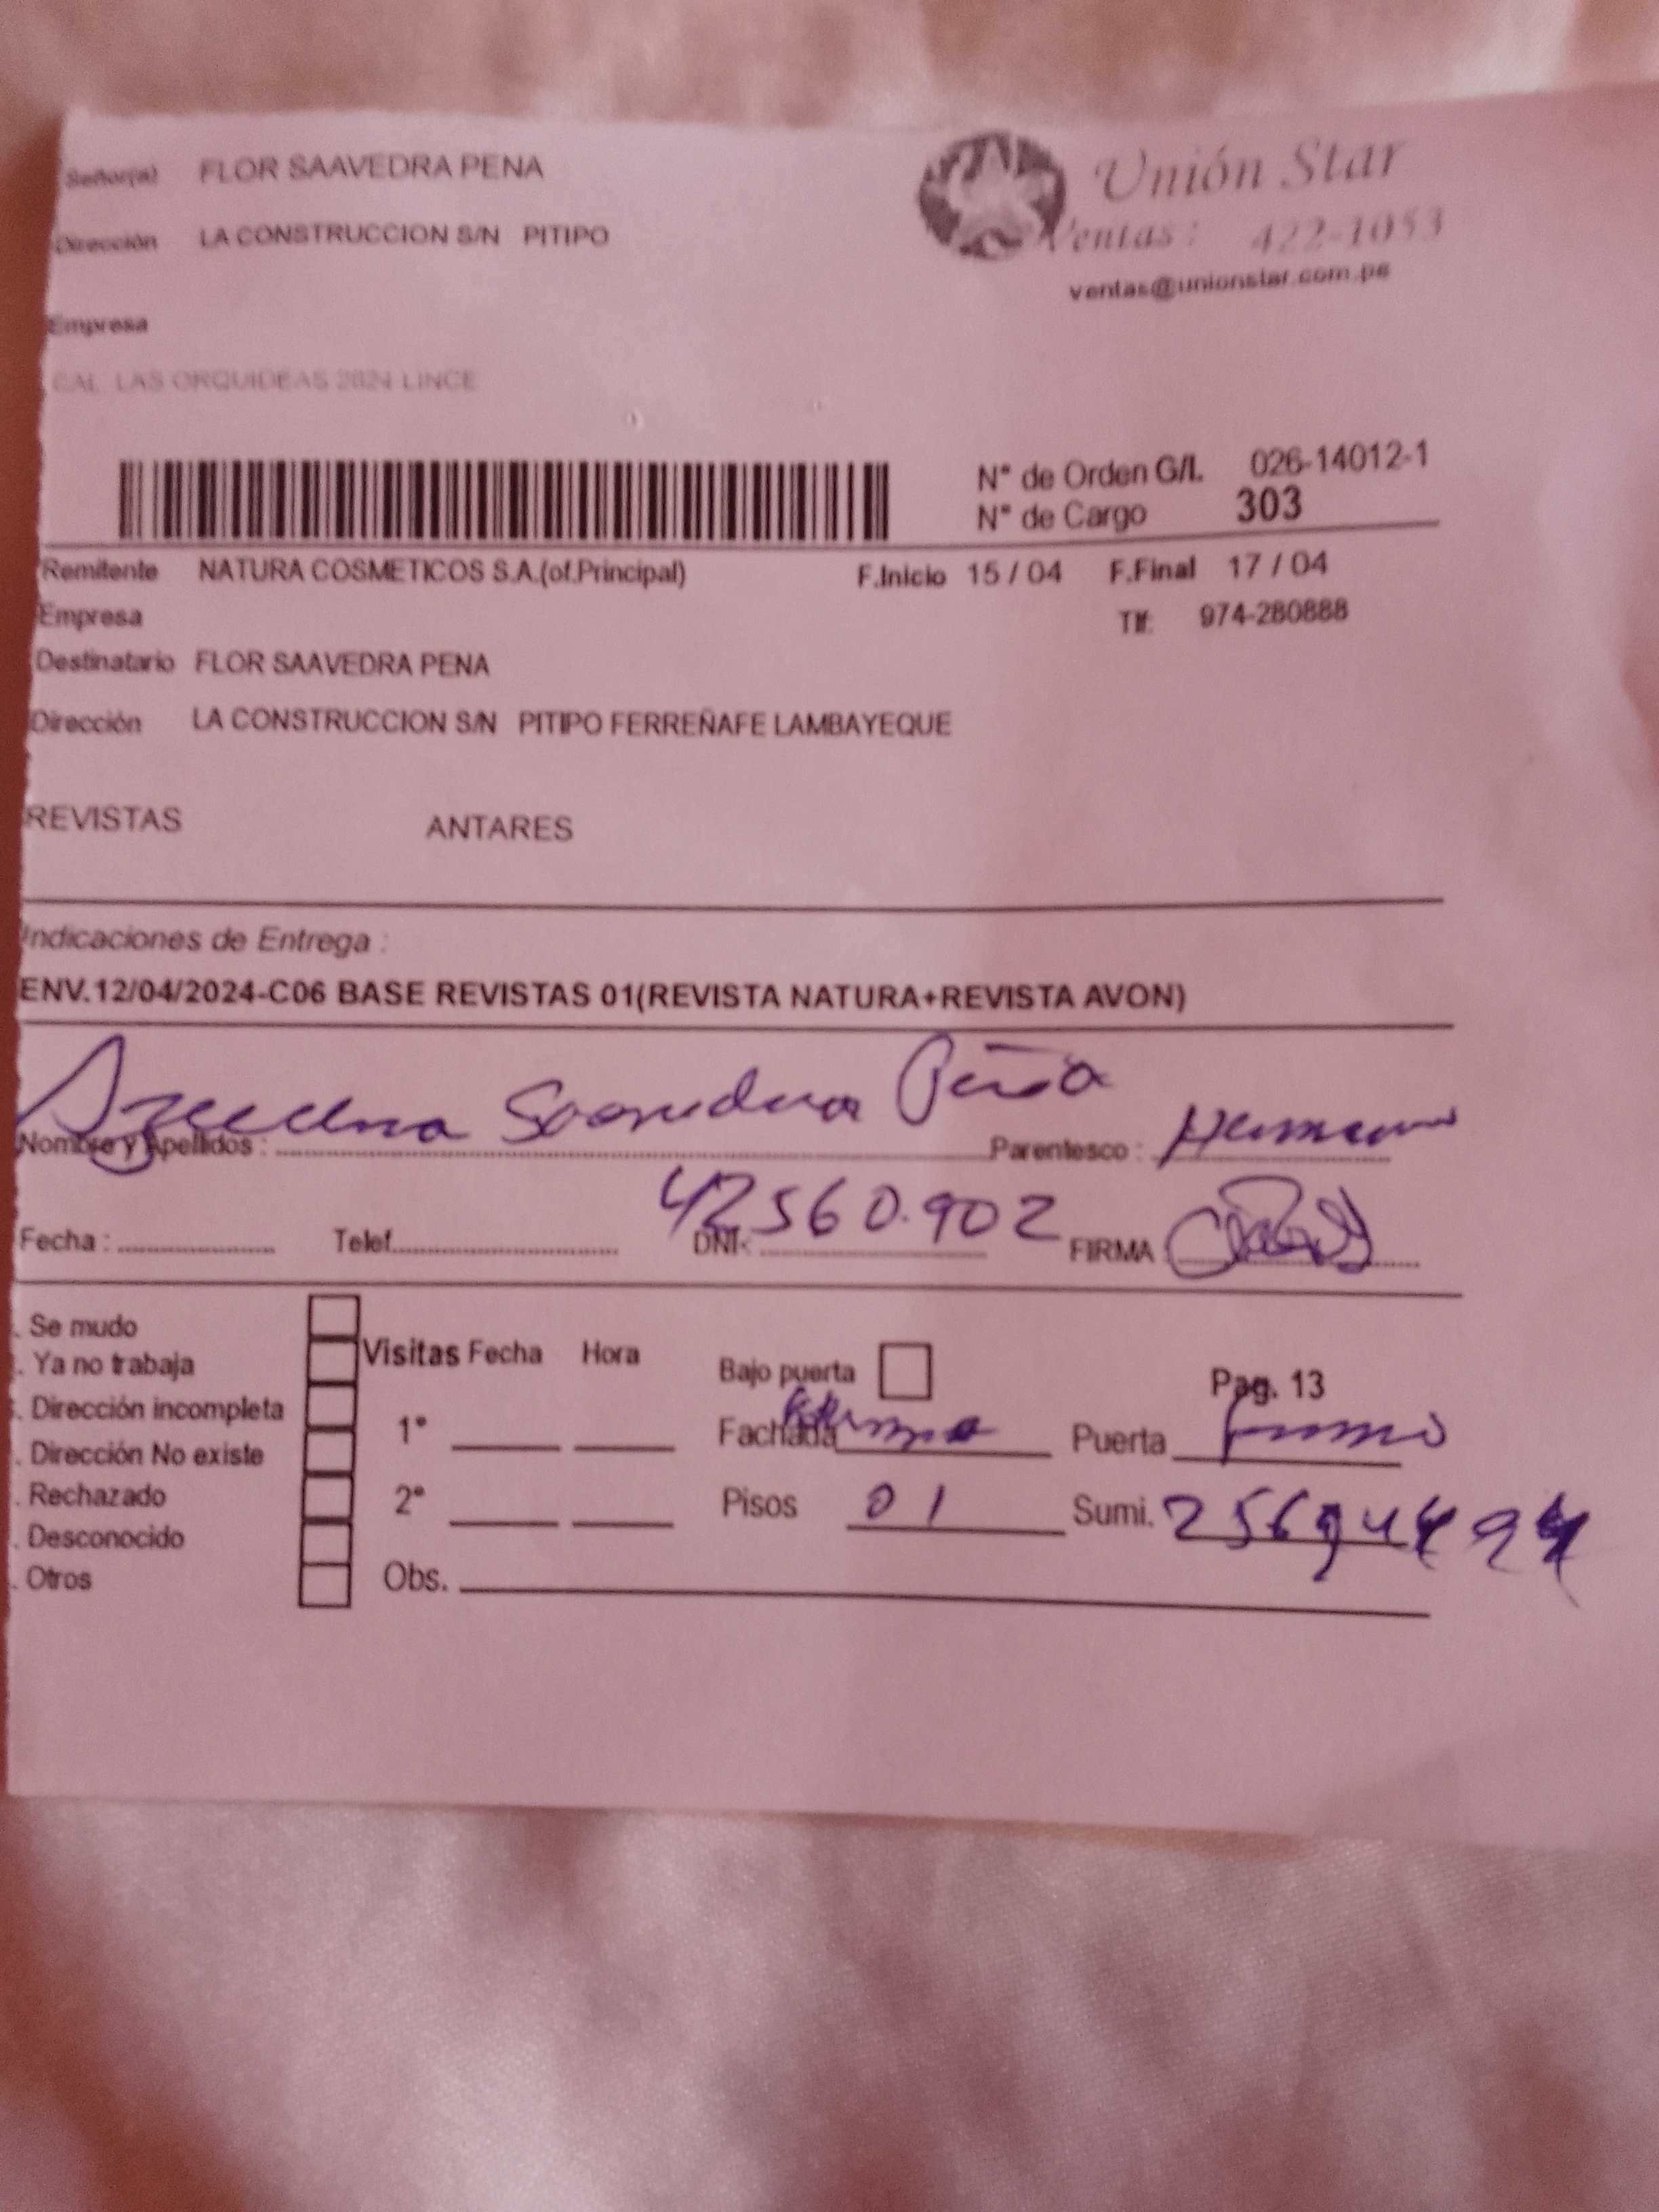 Señor(a) FLOR SAAVEDRA PENA
Unión Star
Dirección LA CONSTRUCCION S/N PITIPO
Ventas: 422-1053
ventas@unionstar.com.pe
Empresa
CAL. LAS ORQUIDEAS 2624 LINCE
N° de Orden G/I. 026-14012-1
N° de Cargo 303
Remitente NATURA COSMETICOS S.A.(of.Principal) F.Inicio 15 / 04 F.Final 17 / 04
Empresa Tlf: 974-280888
Destinatario FLOR SAAVEDRA PENA
Dirección LA CONSTRUCCION S/N PITIPO FERREÑAFE LAMBAYEQUE
REVISTAS ANTARES
Indicaciones de Entrega :
ENV.12/04/2024-C06 BASE REVISTAS 01(REVISTA NATURA+REVISTA AVON)
Saavedra Peña
Nombre y Apellidos : Parentesco :
Fecha : Telef. DNI: 42560902 FIRMA
. Se mudo
. Ya no trabaja Visitas Fecha Hora Bajo puerta Pag. 13
. Dirección incompleta 1° Fachada Puerta
. Dirección No existe
. Rechazado 2° Pisos 01 Sumi.
. Desconocido
. Otros Obs.